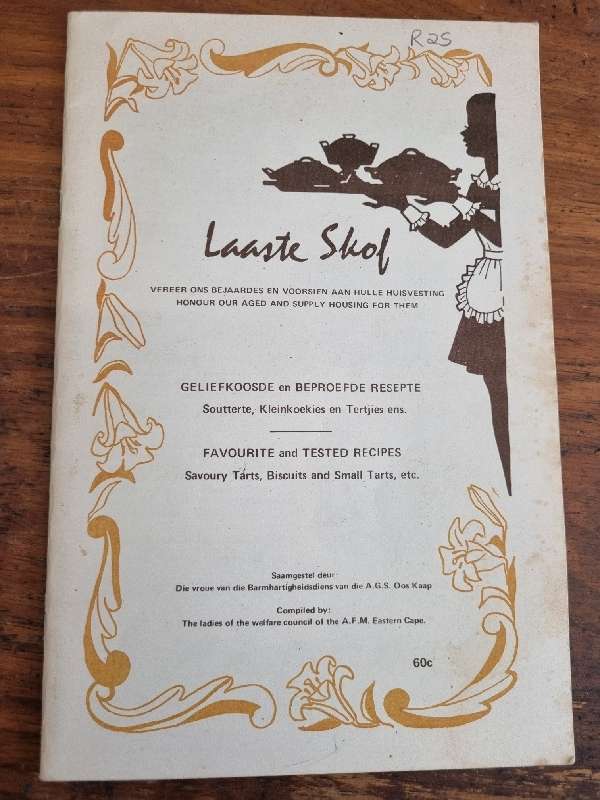 R25
Laaste Skof
VEREER ONS BEJAARDES EN VOORSIEN AAN HULLE HUISVESTING
HONOUR OUR AGED AND SUPPLY HOUSING FOR THEM
GELIEFKOOSDE en BEPROEFDE RESEPTE
Soutterte, Kleinkoekies en Tertjies ens.
FAVOURITE and TESTED RECIPES
Savoury Tarts, Biscuits and Small Tarts, etc.
Saamgestel deur:
Die vroue van die Barmhartigheidsdiens van die A.G.S. Oos Kaap
Compiled by:
The ladies of the welfare council of the A.F.M. Eastern Cape.
60c